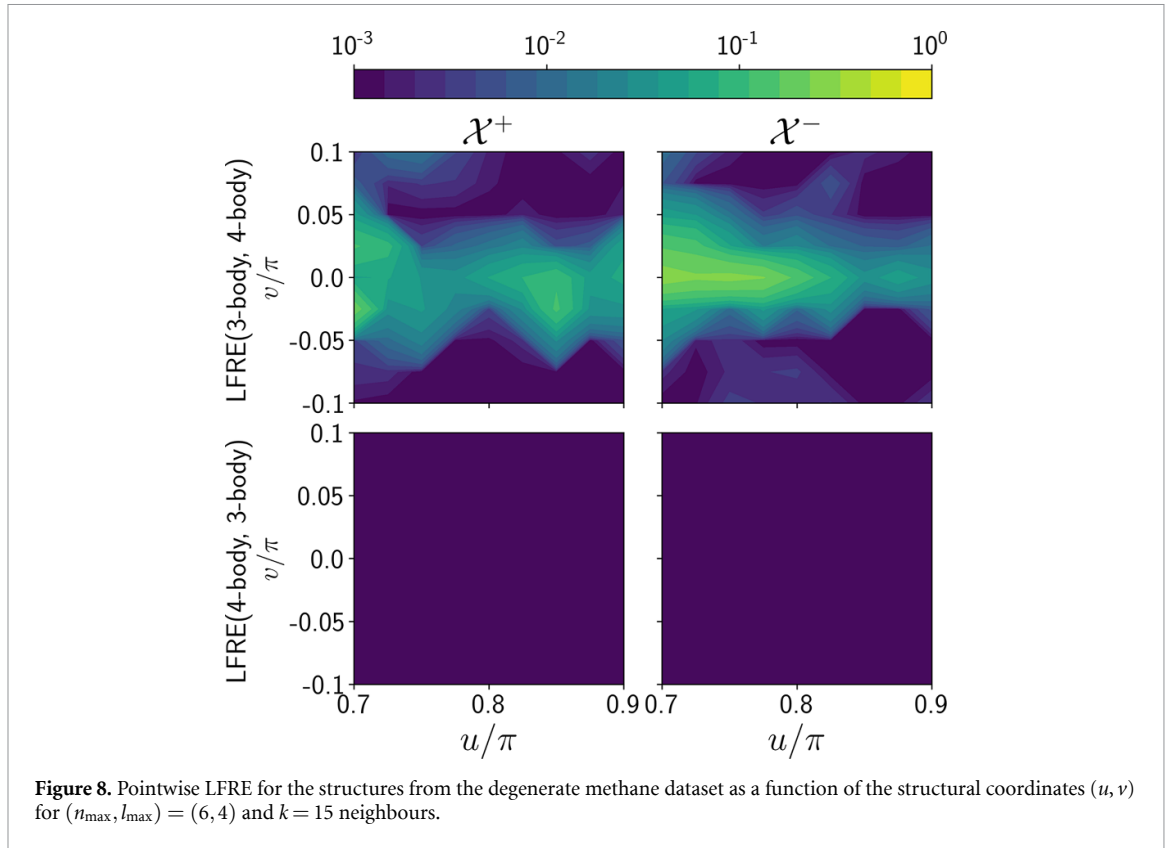 10⁻³ 10⁻² 10⁻¹ 10⁰
𝒳⁺ 𝒳⁻
LFRE(3-body, 4-body)
v/π
0.1
0.05
0.0
-0.05
-0.1
LFRE(4-body, 3-body)
v/π
0.1
0.05
0.0
-0.05
-0.1
0.7 0.8 0.9 0.7 0.8 0.9
u/π u/π
Figure 8. Pointwise LFRE for the structures from the degenerate methane dataset as a function of the structural coordinates (u, v)
for (n_max, l_max) = (6, 4) and k = 15 neighbours.